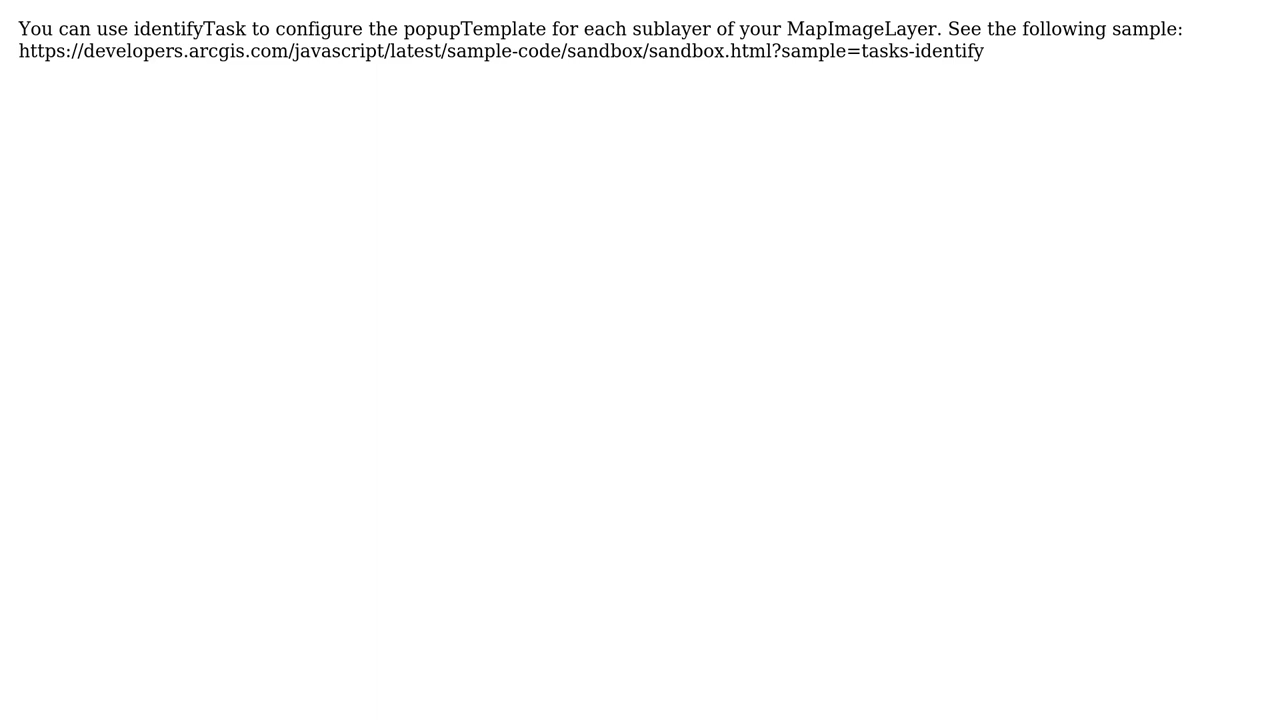 You can use identifyTask to configure the popupTemplate for each sublayer of your MapImageLayer. See the following sample:
https://developers.arcgis.com/javascript/latest/sample-code/sandbox/sandbox.html?sample=tasks-identify